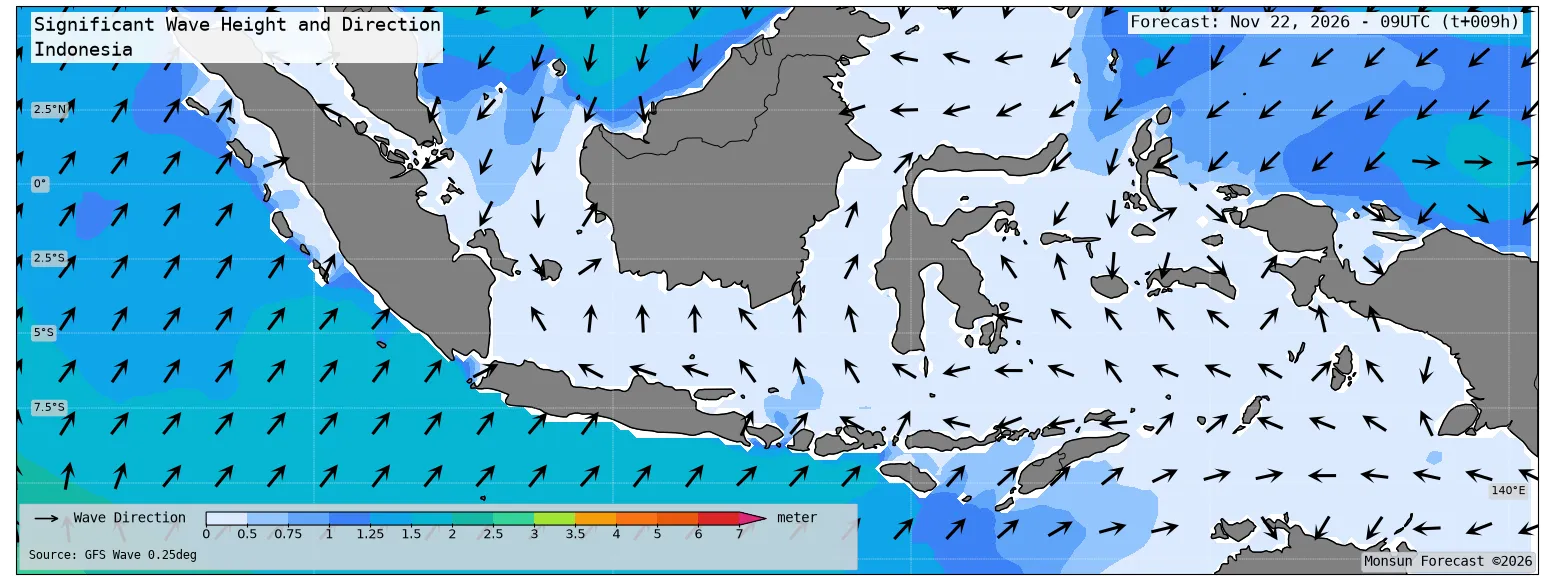 Significant Wave Height and Direction
Indonesia
Forecast: Nov 22, 2026 - 09UTC (t+009h)
2.5°N
0°
2.5°S
5°S
7.5°S
140°E
Wave Direction
0 0.5 0.75 1 1.25 1.5 2 2.5 3 3.5 4 5 6 7
meter
Source: GFS Wave 0.25deg
Monsun Forecast ©2026